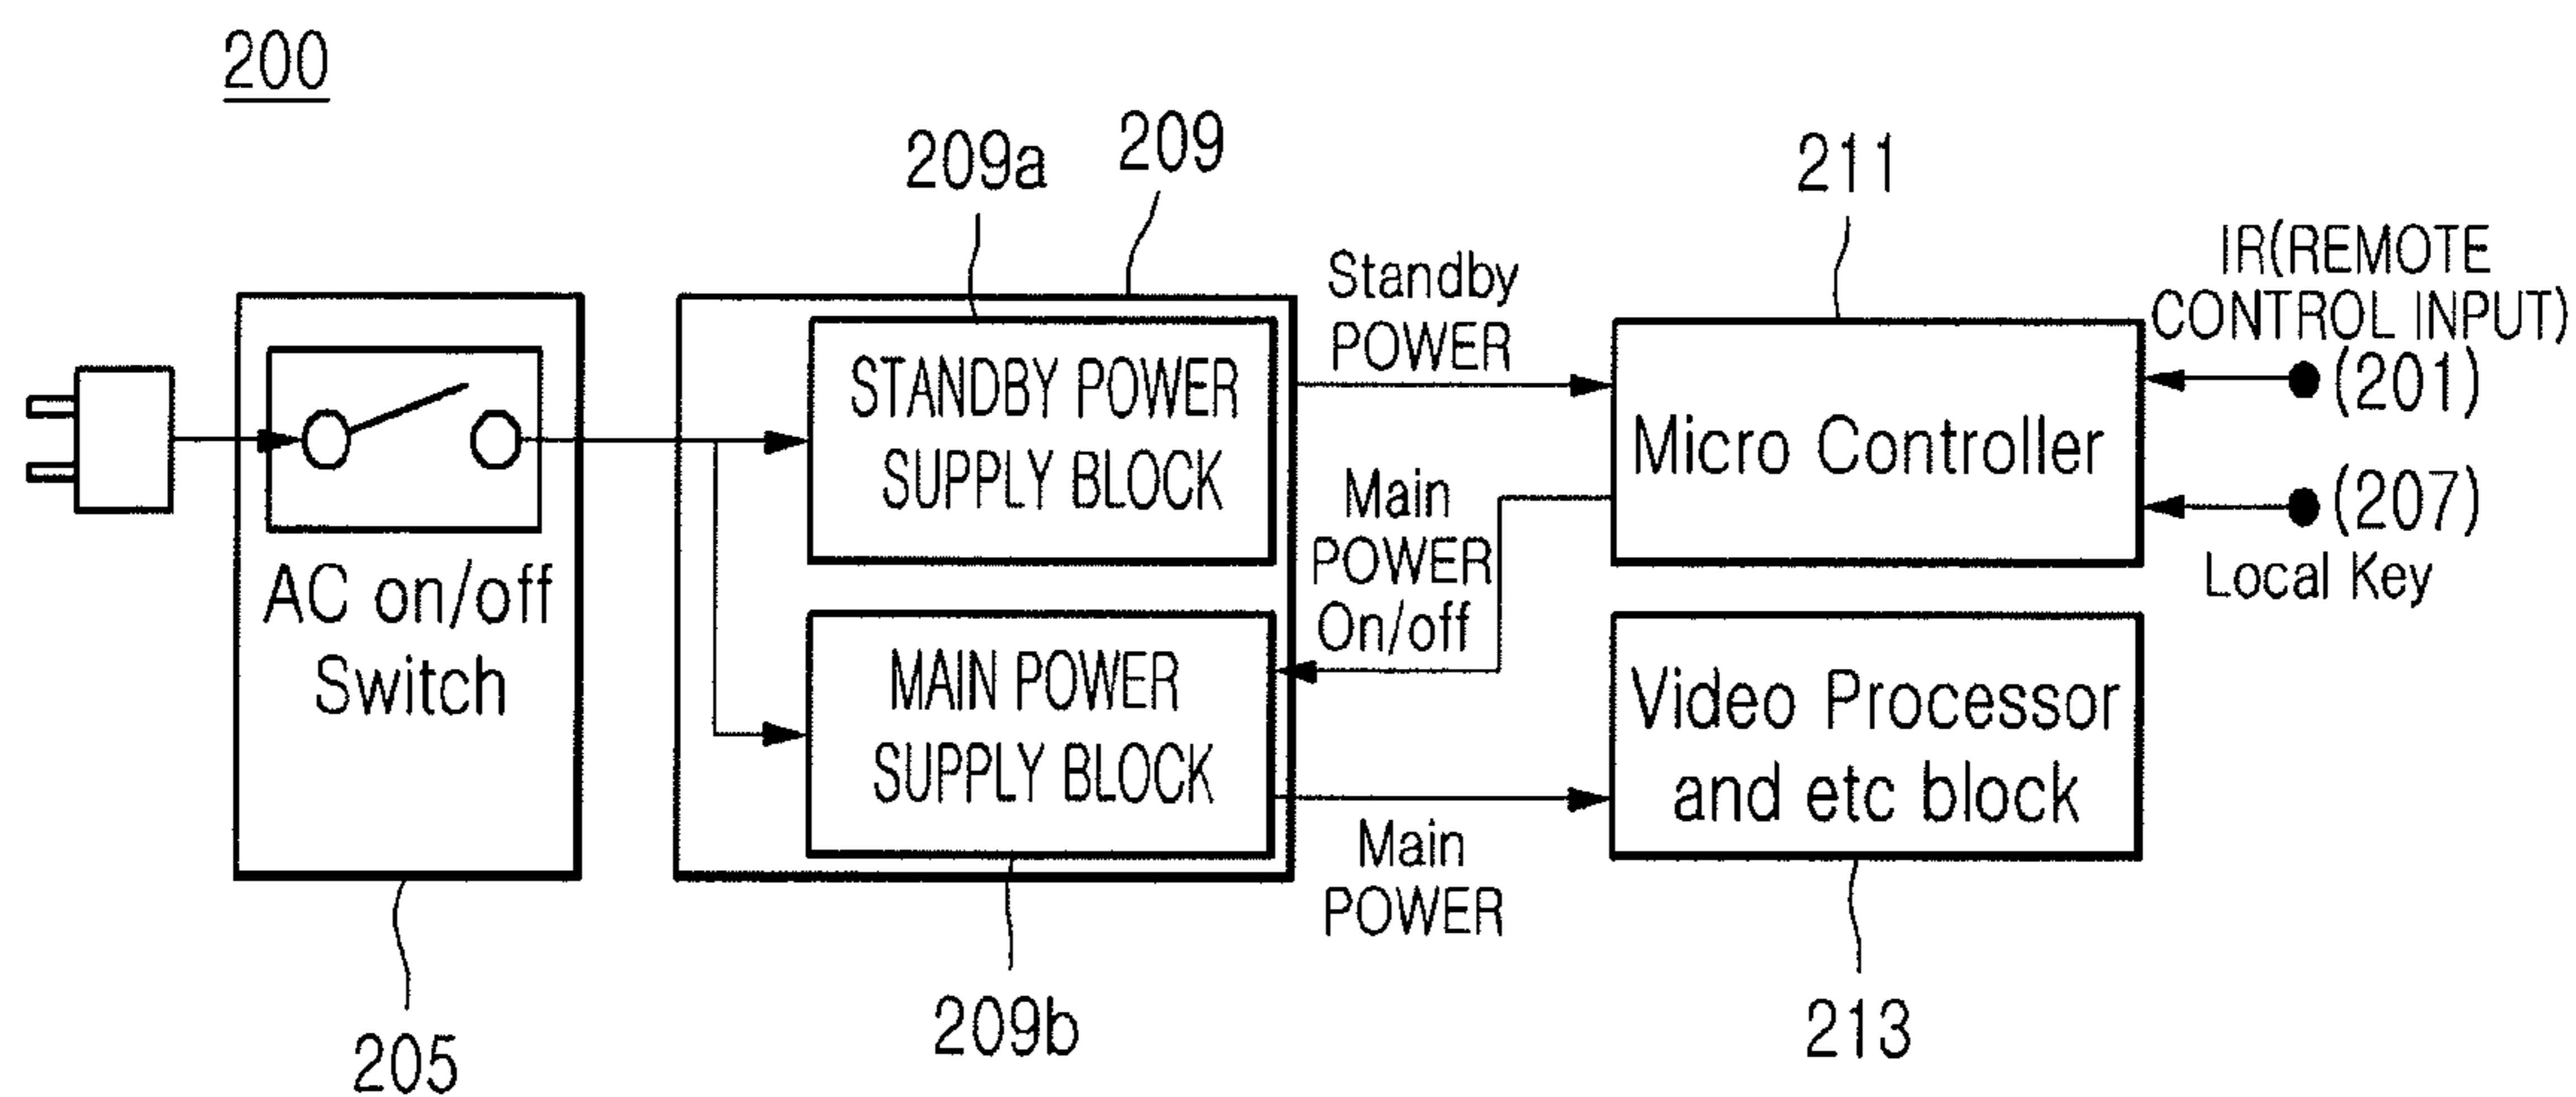 200
209a
209
211
IR(REMOTE
CONTROL INPUT)
(201)
(207)
Local Key
Standby
POWER
STANDBY POWER
SUPPLY BLOCK
Micro Controller
Main
POWER
On/off
AC on/off
Switch
MAIN POWER
SUPPLY BLOCK
Video Processor
and etc block
Main
POWER
205
209b
213